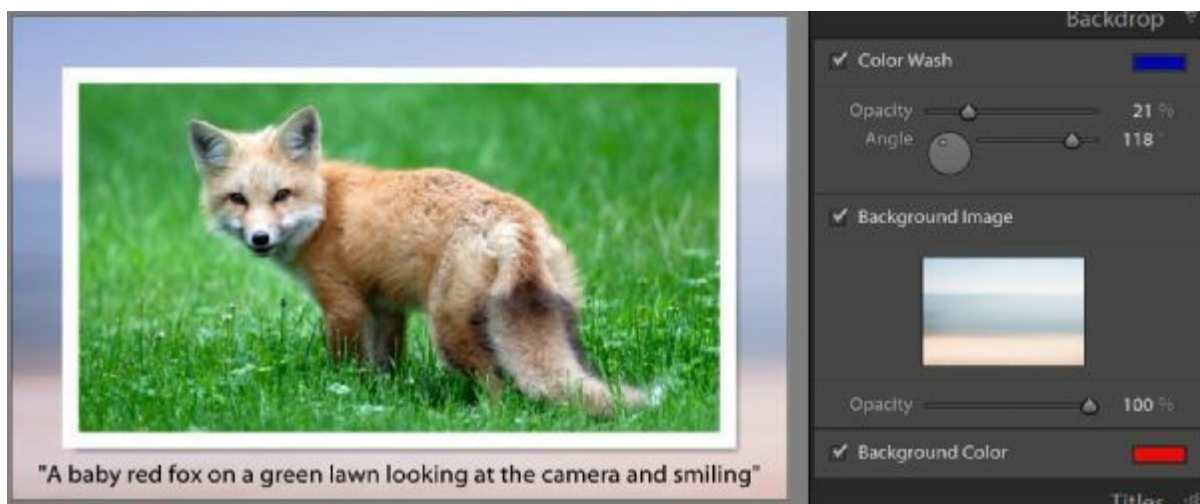 Backdrop
Color Wash
Opacity 21 %
Angle 118 °
Background Image
Opacity 100 %
Background Color
Titles
"A baby red fox on a green lawn looking at the camera and smiling"